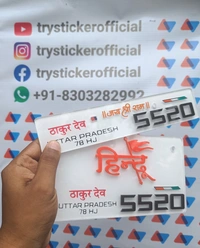 trystickerofficial
trystickerofficial
trystickerofficial
+91-8303282992
॥जय श्री राम॥
ठाकुर देव
UTTAR PRADESH
78 HJ
5520
हिन्दू
ठाकुर देव
UTTAR PRADESH
78 HJ
5520